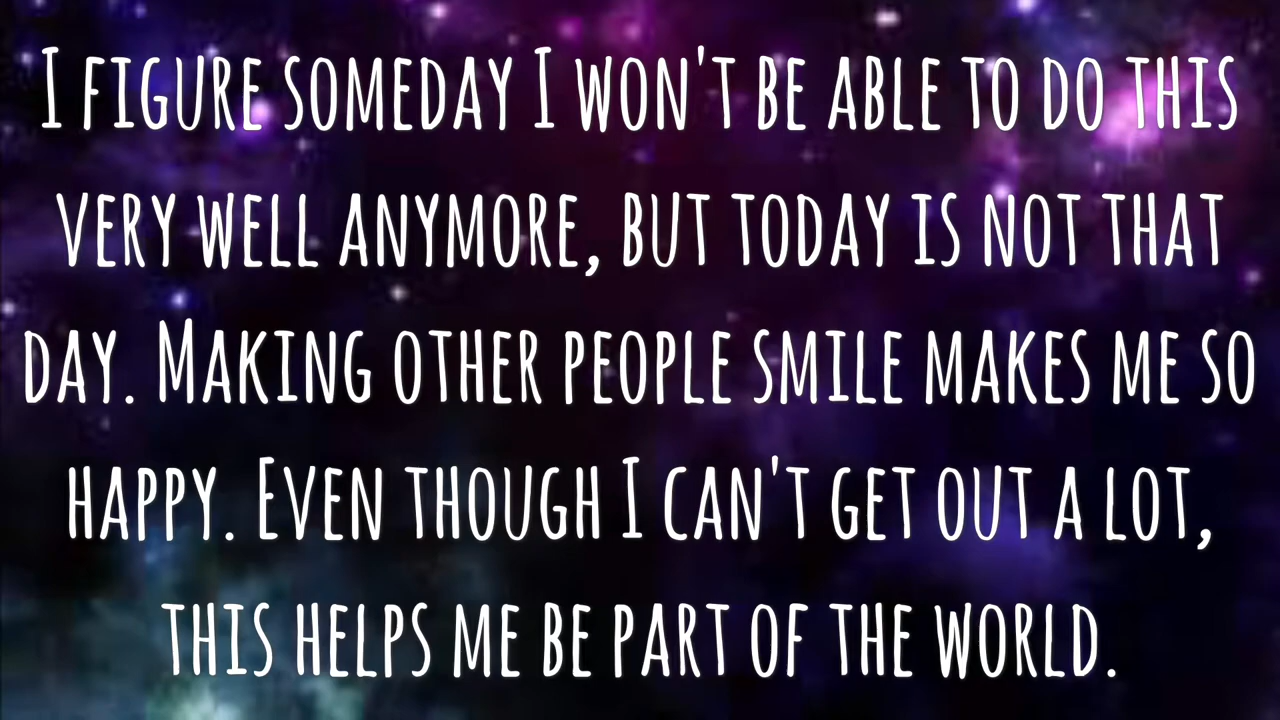 I figure someday I won't be able to do this
very well anymore, but today is not that
day. Making other people smile makes me so
happy. Even though I can't get out a lot,
this helps me be part of the world.